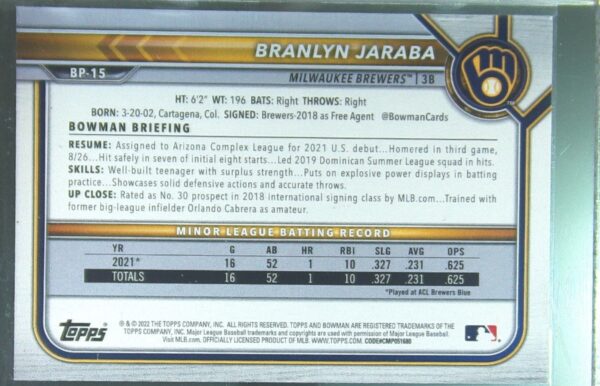 BRANLYN JARABA
BP-15
MILWAUKEE BREWERS™ | 3B
HT: 6'2" WT: 196 BATS: Right THROWS: Right
BORN: 3-20-02, Cartagena, Col. SIGNED: Brewers-2018 as Free Agent @BowmanCards
BOWMAN BRIEFING
RESUME: Assigned to Arizona Complex League for 2021 U.S. debut...Homered in third game,
8/26...Hit safely in seven of initial eight starts...Led 2019 Dominican Summer League squad in hits.
SKILLS: Well-built teenager with surplus strength...Puts on explosive power displays in batting
practice...Showcases solid defensive actions and accurate throws.
UP CLOSE: Rated as No. 30 prospect in 2018 international signing class by MLB.com...Trained with
former big-league infielder Orlando Cabrera as amateur.
MINOR LEAGUE BATTING RECORD
YR G AB HR RBI SLG AVG OPS
2021* 16 52 1 10 .327 .231 .625
TOTALS 16 52 1 10 .327 .231 .625
*Played at ACL Brewers Blue
topps
® & © 2022 THE TOPPS COMPANY, INC. ALL RIGHTS RESERVED. TOPPS AND BOWMAN ARE REGISTERED TRADEMARKS OF THE
TOPPS COMPANY, INC. Major League Baseball trademarks and copyrights are used with permission of Major League Baseball.
Visit MLB.com. OFFICIALLY LICENSED PRODUCT OF MLB. WWW.TOPPS.COM. CODE#CMP051680